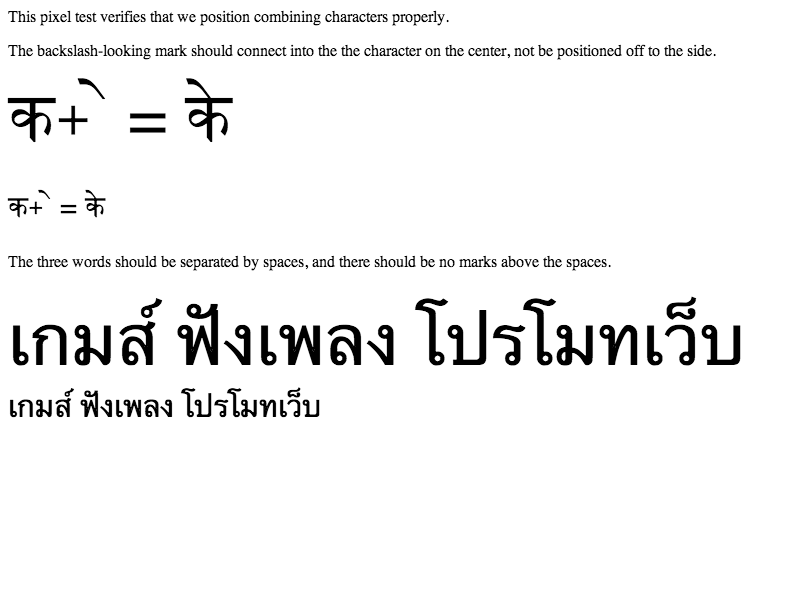 This pixel test verifies that we position combining characters properly.
The backslash-looking mark should connect into the the character on the center, not be positioned off to the side.
क+ े = के
क+ े = के
The three words should be separated by spaces, and there should be no marks above the spaces.
เกมส์ ฟังเพลง โปรโมทเว็บ
เกมส์ ฟังเพลง โปรโมทเว็บ